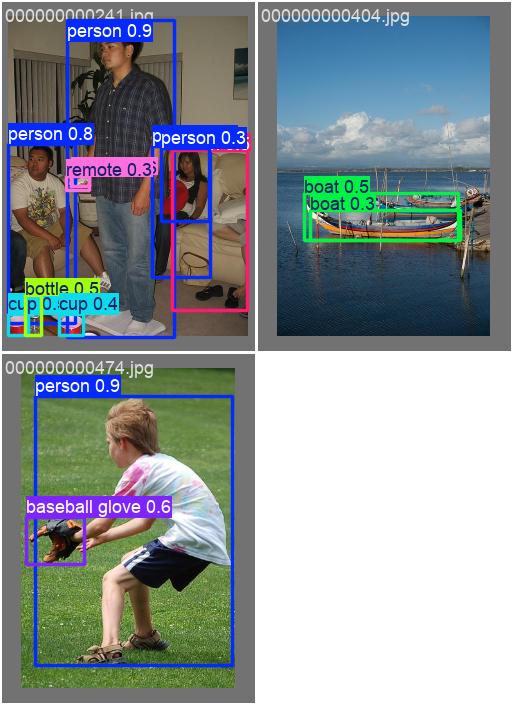 000000000241.jpg
person 0.9
person 0.8
person 0.3
remote 0.3
bottle 0.5
cup 0.
cup 0.4
000000000404.jpg
boat 0.5
boat 0.3
000000000474.jpg
person 0.9
baseball glove 0.6